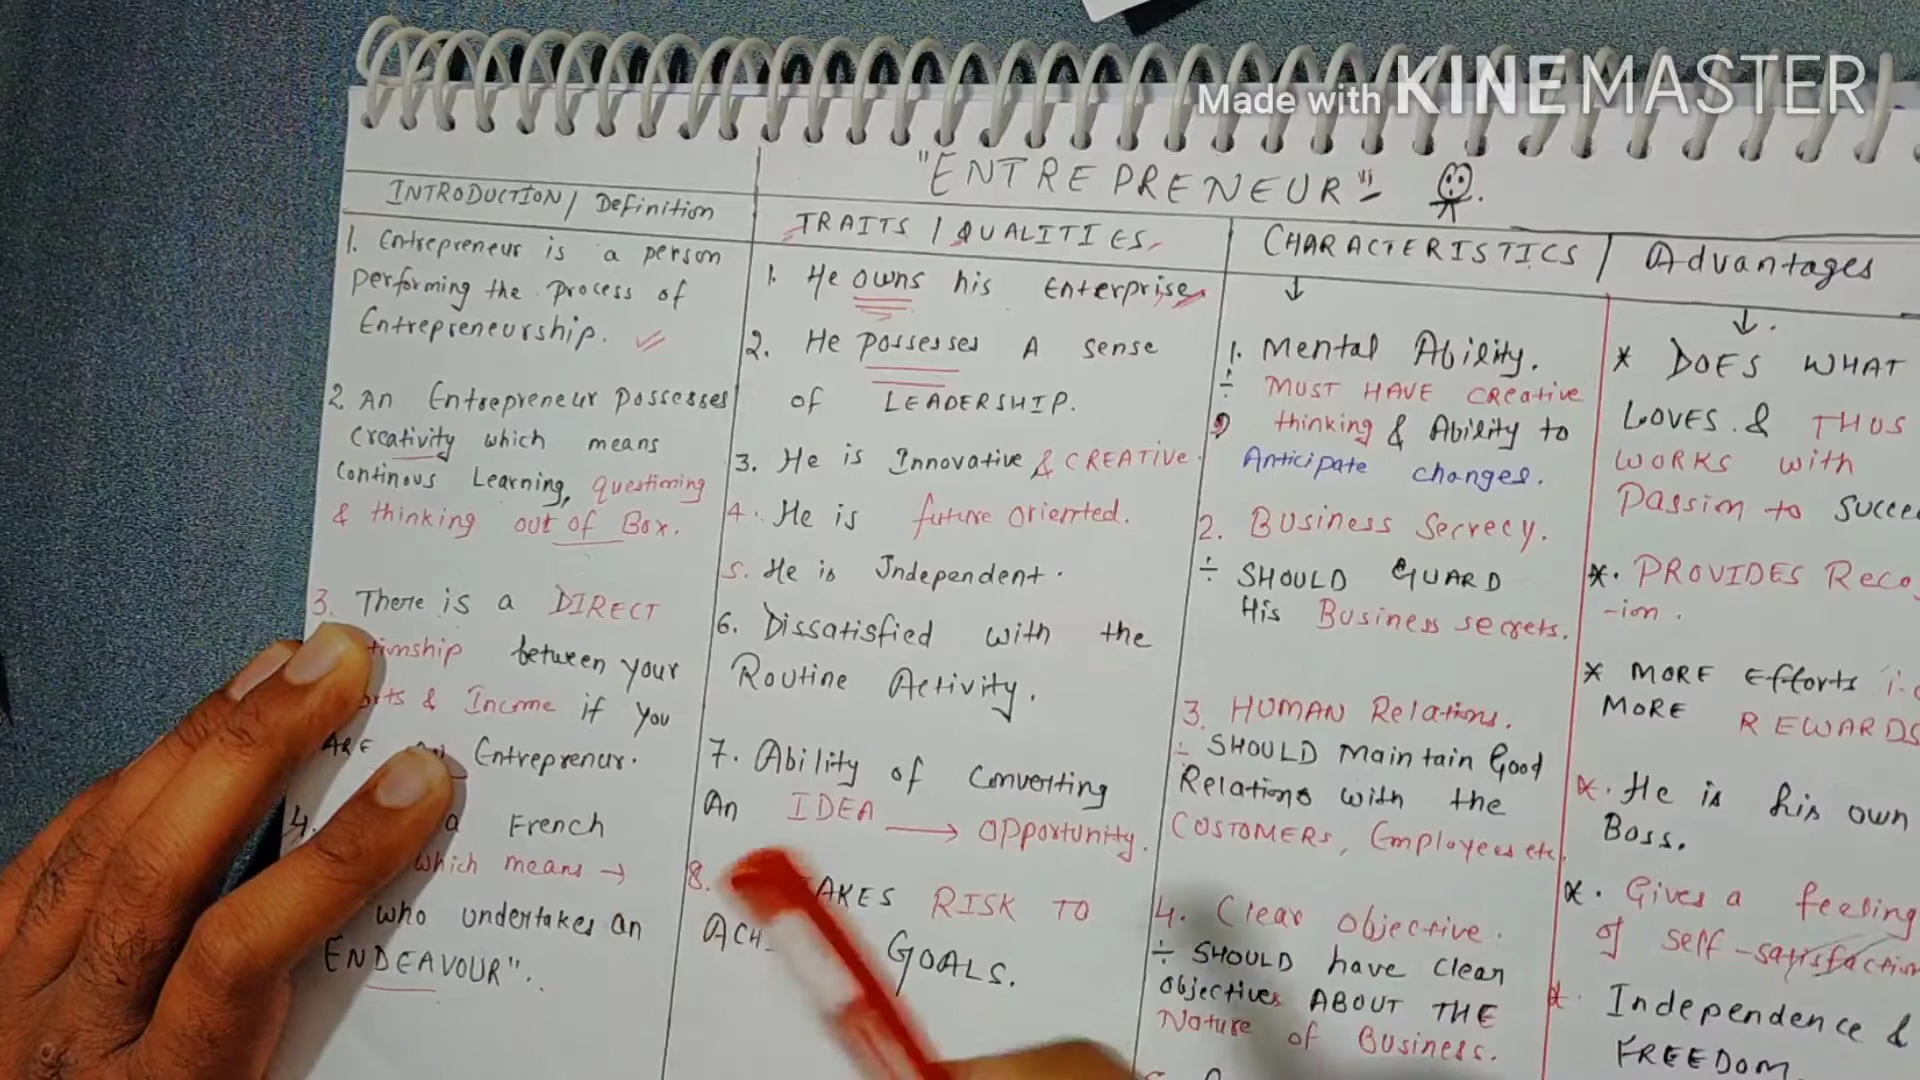 Made with KINEMASTER
"ENTREPRENEUR"
INTRODUCTION / Definition
1. Entrepreneur is a person
performing the process of
Entrepreneurship.
2. An Entrepreneur possesses
Creativity which means
Continous Learning, questioning
& thinking out of Box.
3. There is a DIRECT
between your
& Income if you
ARE an Entreprenur.
4. a French
which means →
who undertakes an
ENDEAVOUR".
TRAITS / QUALITIES
1. He owns his Enterprise
2. He possesses A sense
of LEADERSHIP.
3. He is Innovative & CREATIVE.
4. He is future oriented.
5. He is Independent.
6. Dissatisfied with the
Routine Activity.
7. Ability of Converting
An IDEA → opportunity.
8. RISK TO
GOALS.
CHARACTERISTICS /
↓
1. Mental Ability.
÷ MUST HAVE Creative
thinking & Ability to
Anticipate changes.
2. Business Secrecy.
÷ SHOULD GUARD
His Business secrets.
3. HUMAN Relations.
÷ SHOULD maintain Good
Relations with the
CUSTOMERS, Employees etc.
4. Clear objective.
÷ SHOULD have clear
objectives ABOUT THE
Nature of Business.
Advantages
↓.
* DOES WHAT
LOVES & THUS
WORKS with
Passion to
*. PROVIDES
-ion.
* MORE Efforts
MORE REWARDS
*. He is his own
Boss.
*. Gives a feeling
of self-satisfaction
*. Independence &
FREEDOM.